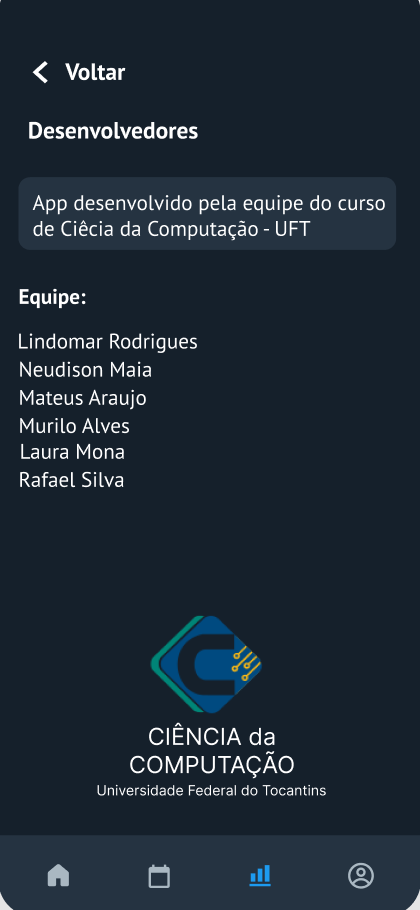 Voltar
Desenvolvedores
App desenvolvido pela equipe do curso
de Ciêcia da Computação - UFT
Equipe:
Lindomar Rodrigues
Neudison Maia
Mateus Araujo
Murilo Alves
Laura Mona
Rafael Silva
CIÊNCIA da
COMPUTAÇÃO
Universidade Federal do Tocantins